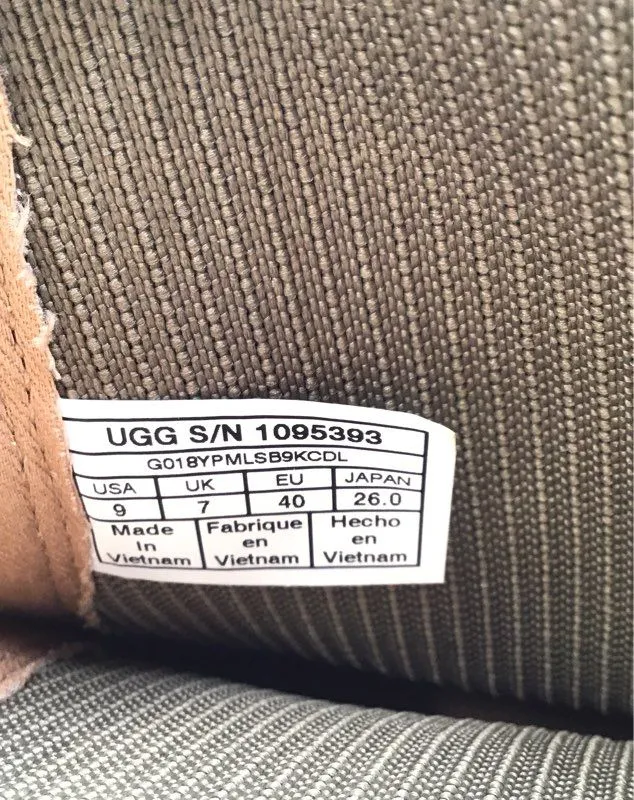 UGG S/N 1095393
G018YPMLSB9KCDL
USA UK EU JAPAN
9 7 40 26.0
Made Fabrique Hecho
In en en
Vietnam Vietnam Vietnam